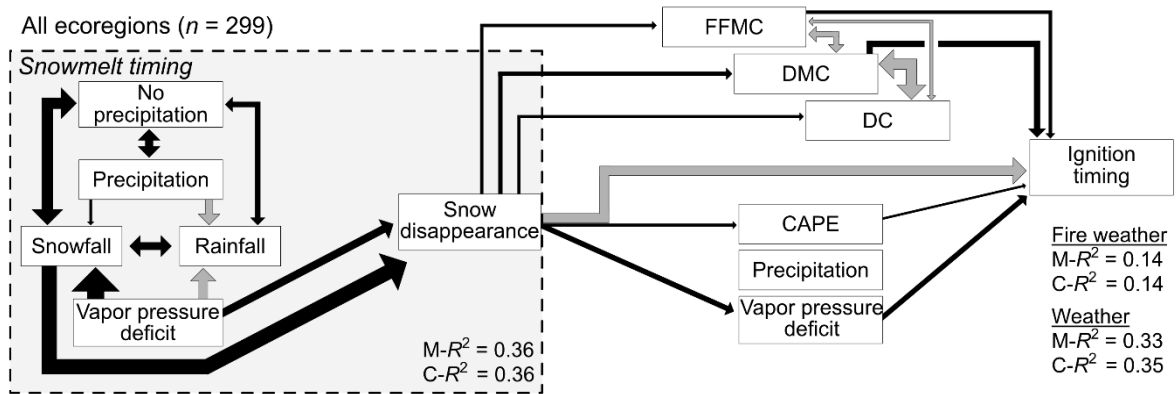 All ecoregions (n = 299)
Snowmelt timing
No
precipitation
Precipitation
Snowfall
Rainfall
Vapor pressure
deficit
Snow
disappearance
M-R² = 0.36
C-R² = 0.36
FFMC
DMC
DC
CAPE
Precipitation
Vapor pressure
deficit
Ignition
timing
Fire weather
M-R² = 0.14
C-R² = 0.14
Weather
M-R² = 0.33
C-R² = 0.35